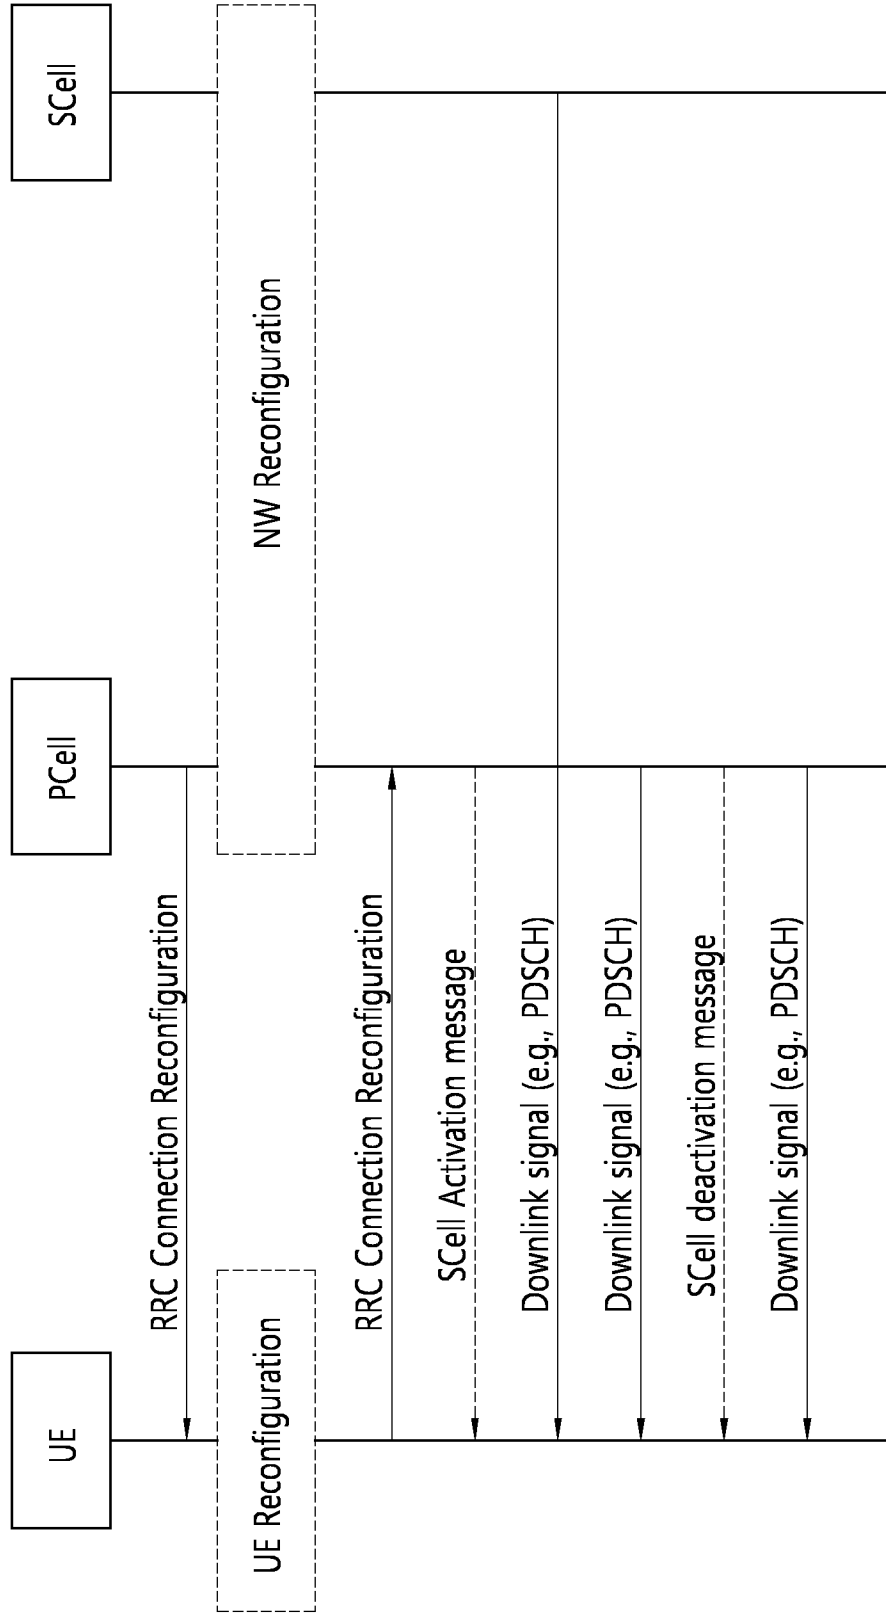 UE
PCell
SCell
RRC Connection Reconfiguration
UE Reconfiguration
NW Reconfiguration
RRC Connection Reconfiguration
SCell Activation message
Downlink signal (e.g., PDSCH)
Downlink signal (e.g., PDSCH)
SCell deactivation message
Downlink signal (e.g., PDSCH)